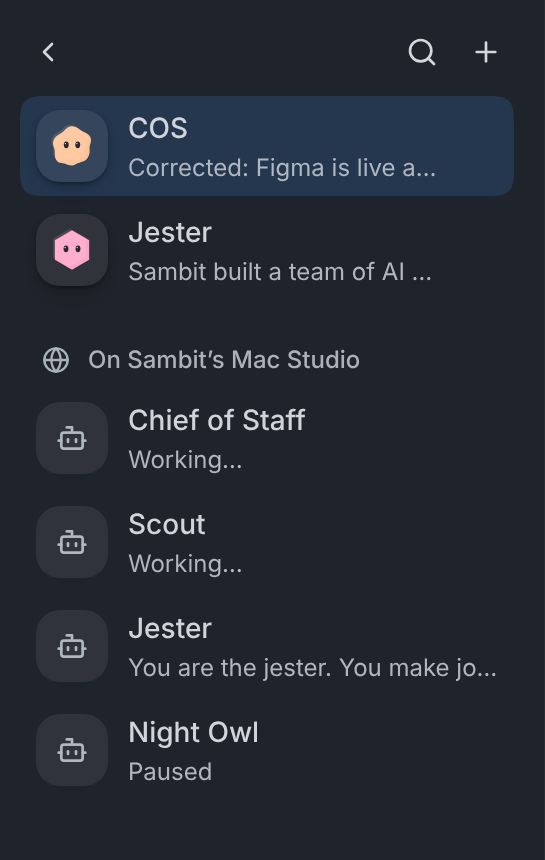 COS
Corrected: Figma is live a...
Jester
Sambit built a team of AI ...
On Sambit’s Mac Studio
Chief of Staff
Working...
Scout
Working...
Jester
You are the jester. You make jo...
Night Owl
Paused